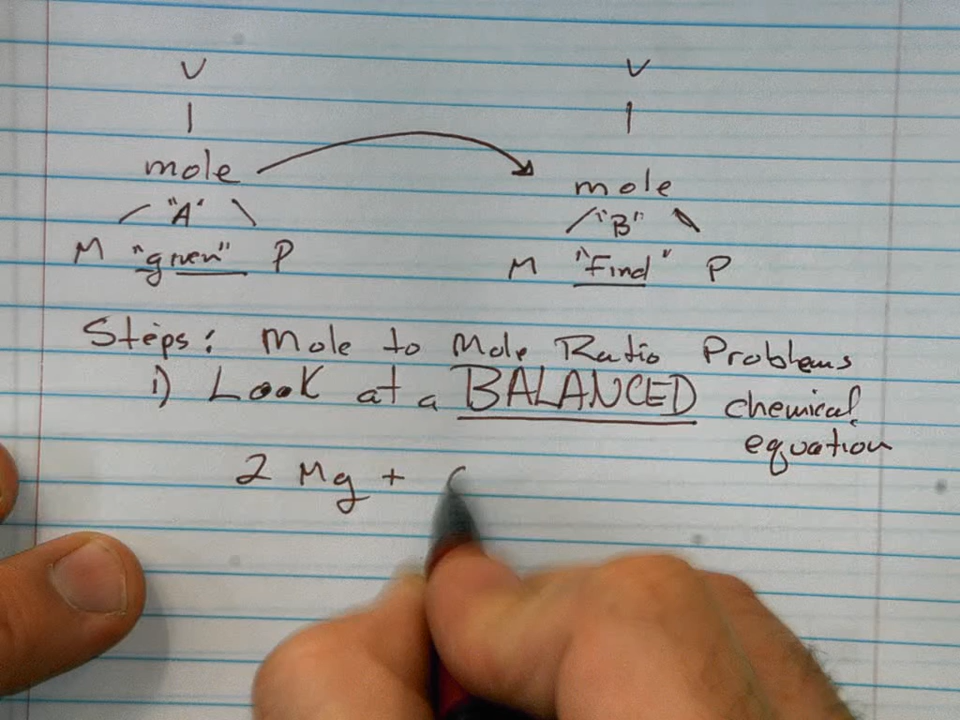 V V
| |
mole mole
"A" "B"
M "given" P M "Find" P
Steps: Mole to Mole Ratio Problems
1) Look at a BALANCED chemical
equation
2 Mg +